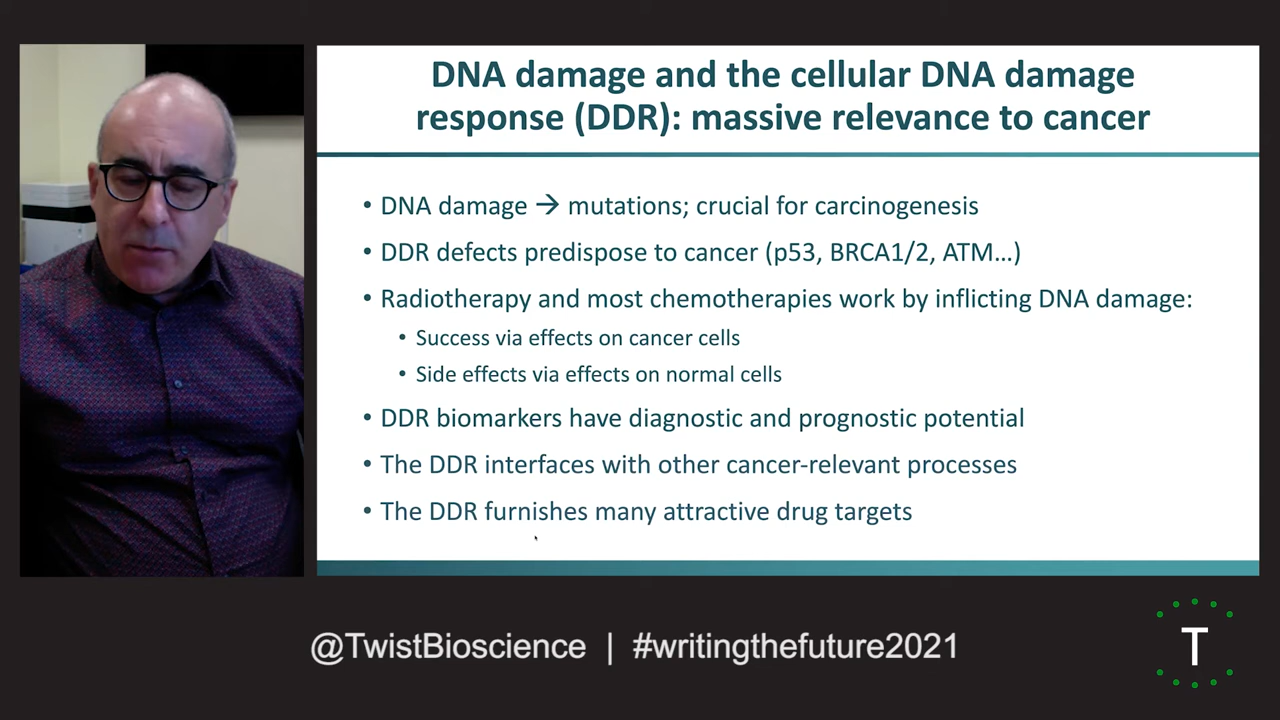 DNA damage and the cellular DNA damage
response (DDR): massive relevance to cancer
• DNA damage → mutations; crucial for carcinogenesis
• DDR defects predispose to cancer (p53, BRCA1/2, ATM...)
• Radiotherapy and most chemotherapies work by inflicting DNA damage:
• Success via effects on cancer cells
• Side effects via effects on normal cells
• DDR biomarkers have diagnostic and prognostic potential
• The DDR interfaces with other cancer-relevant processes
• The DDR furnishes many attractive drug targets
@TwistBioscience | #writingthefuture2021
T